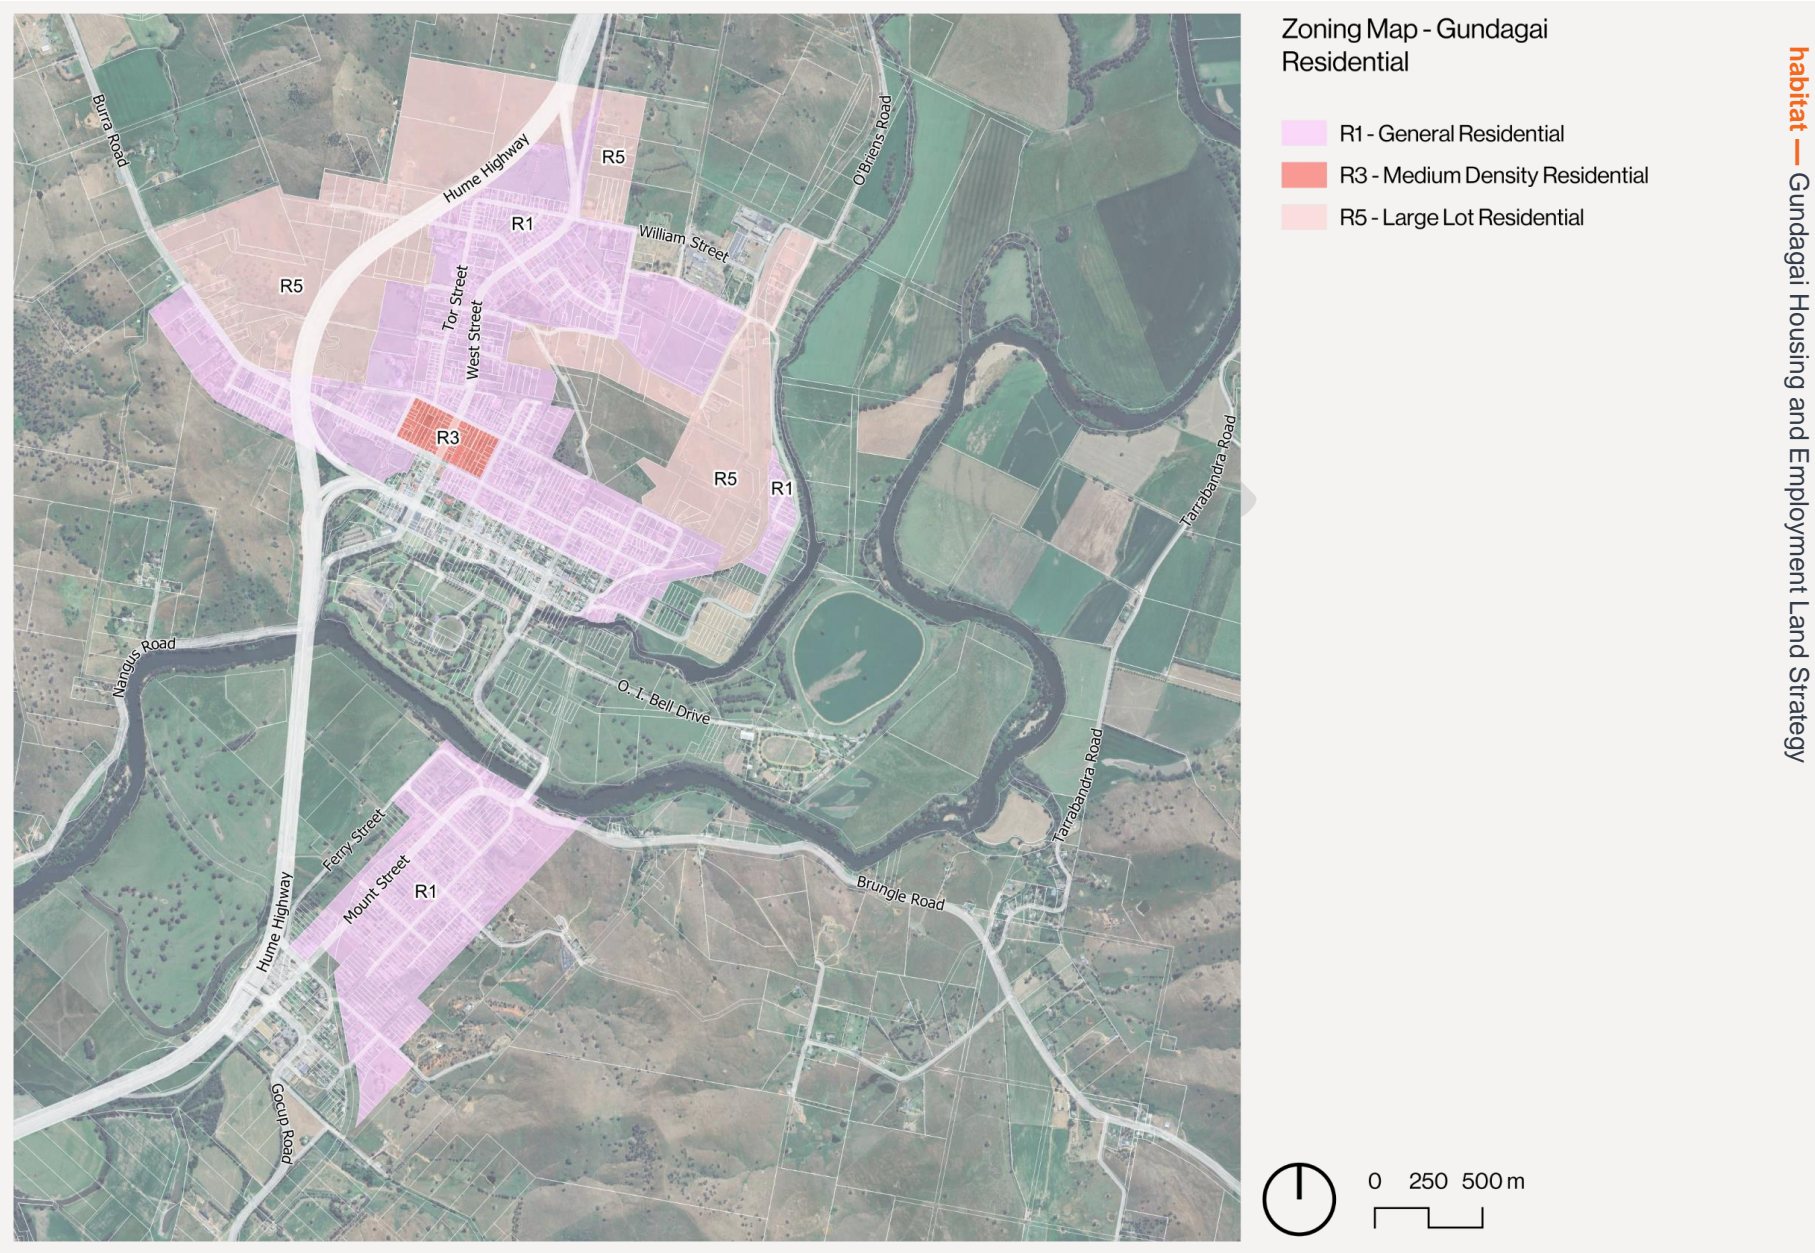 Zoning Map - Gundagai
Residential
R1 - General Residential
R3 - Medium Density Residential
R5 - Large Lot Residential
habitat — Gundagai Housing and Employment Land Strategy
Burra Road
Hume Highway
R5
O'Briens Road
R1
William Street
R5
Tor Street
West Street
R3
R5
R1
Tarrabandra Road
Nangus Road
O. I. Bell Drive
Tarrabandra Road
Ferry Street
Mount Street
R1
Brungle Road
Hume Highway
Gocup Road
0 250 500 m